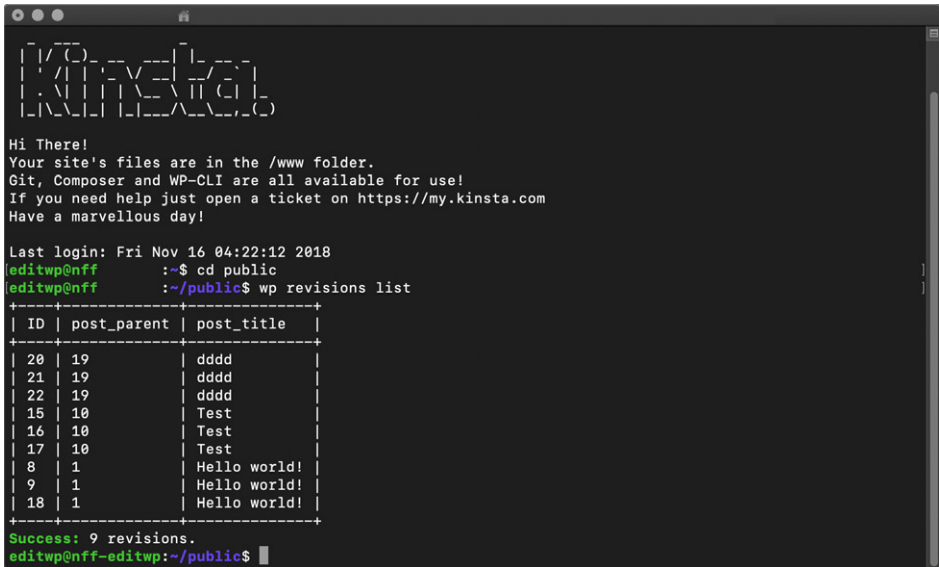 Kinsta.
Hi There!
Your site's files are in the /www folder.
Git, Composer and WP-CLI are all available for use!
If you need help just open a ticket on https://my.kinsta.com
Have a marvellous day!
Last login: Fri Nov 16 04:22:12 2018
[editwp@nff :~$ cd public ]
[editwp@nff :~/public$ wp revisions list ]
+----+-------------+--------------+
| ID | post_parent | post_title |
+----+-------------+--------------+
| 20 | 19 | dddd |
| 21 | 19 | dddd |
| 22 | 19 | dddd |
| 15 | 10 | Test |
| 16 | 10 | Test |
| 17 | 10 | Test |
| 8 | 1 | Hello world! |
| 9 | 1 | Hello world! |
| 18 | 1 | Hello world! |
+----+-------------+--------------+
Success: 9 revisions.
editwp@nff-editwp:~/public$